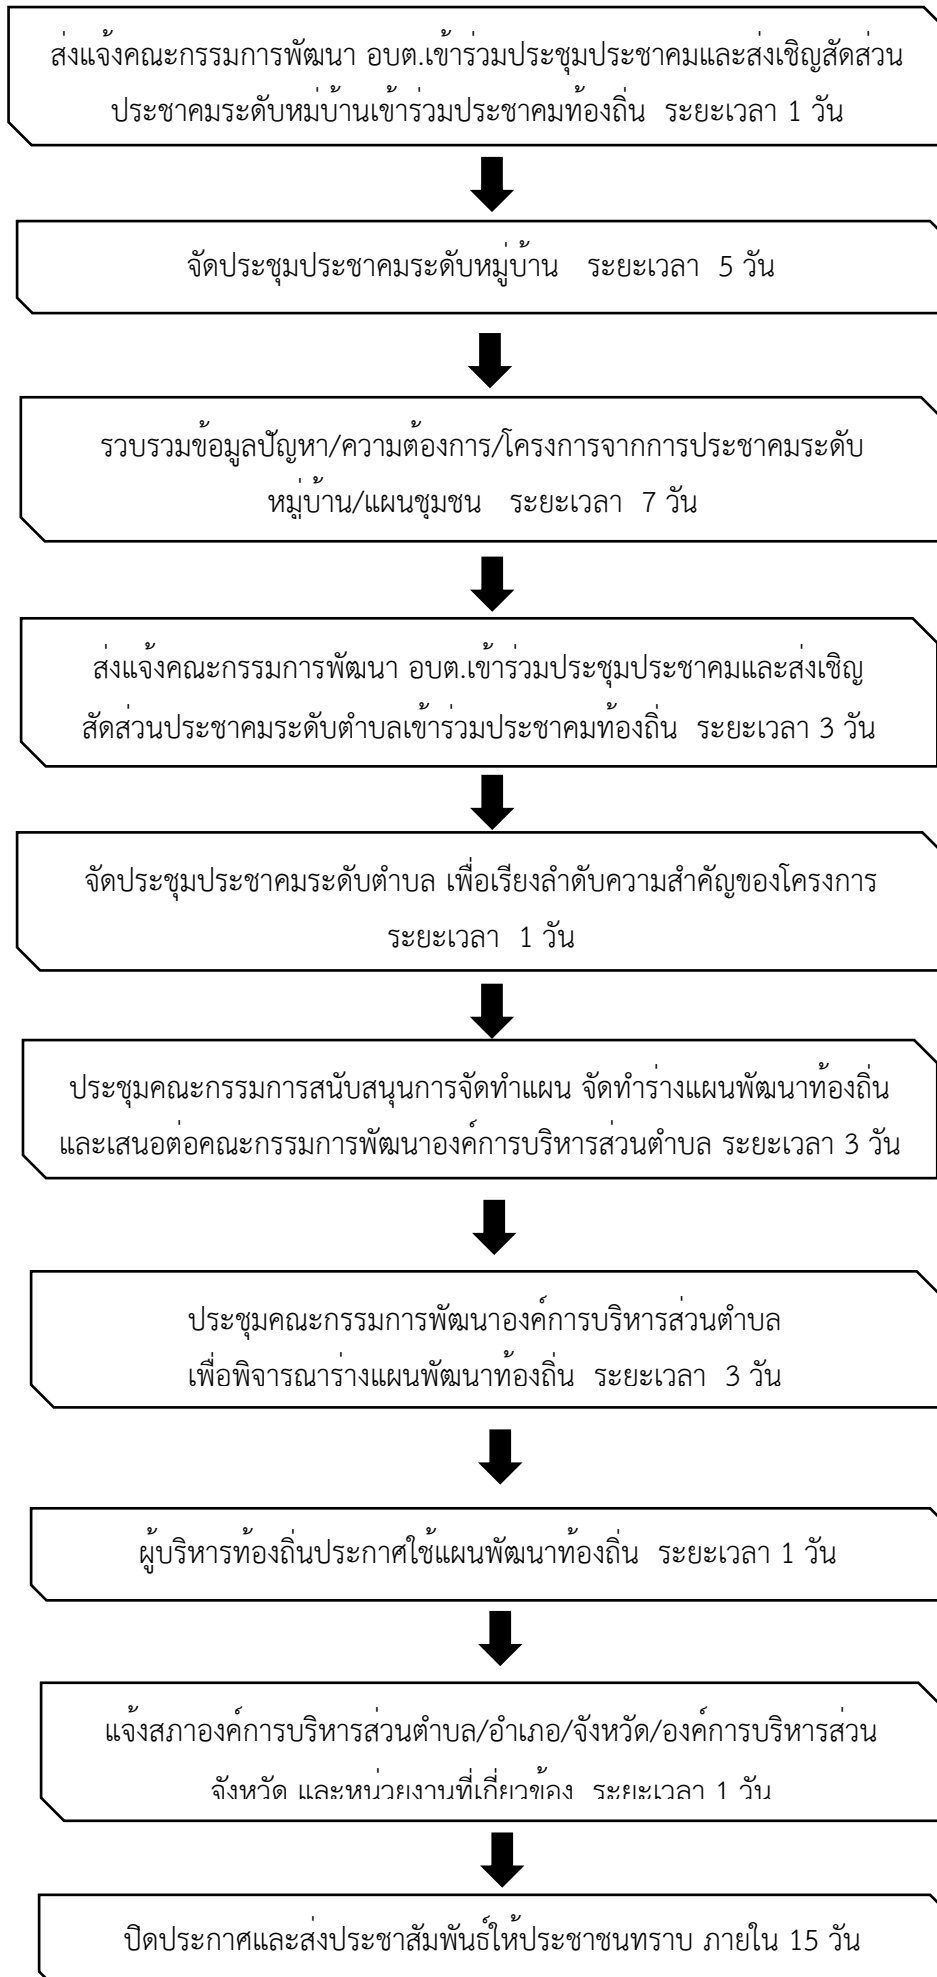 ส่งแจ้งคณะกรรมการพัฒนา อบต.เข้าร่วมประชุมประชาคมและส่งเชิญสัดส่วน
ประชาคมระดับหมู่บ้านเข้าร่วมประชาคมท้องถิ่น ระยะเวลา 1 วัน
จัดประชุมประชาคมระดับหมู่บ้าน ระยะเวลา 5 วัน
รวบรวมข้อมูลปัญหา/ความต้องการ/โครงการจากการประชาคมระดับ
หมู่บ้าน/แผนชุมชน ระยะเวลา 7 วัน
ส่งแจ้งคณะกรรมการพัฒนา อบต.เข้าร่วมประชุมประชาคมและส่งเชิญ
สัดส่วนประชาคมระดับตำบลเข้าร่วมประชาคมท้องถิ่น ระยะเวลา 3 วัน
จัดประชุมประชาคมระดับตำบล เพื่อเรียงลำดับความสำคัญของโครงการ
ระยะเวลา 1 วัน
ประชุมคณะกรรมการสนับสนุนการจัดทำแผน จัดทำร่างแผนพัฒนาท้องถิ่น
และเสนอต่อคณะกรรมการพัฒนาองค์การบริหารส่วนตำบล ระยะเวลา 3 วัน
ประชุมคณะกรรมการพัฒนาองค์การบริหารส่วนตำบล
เพื่อพิจารณาร่างแผนพัฒนาท้องถิ่น ระยะเวลา 3 วัน
ผู้บริหารท้องถิ่นประกาศใช้แผนพัฒนาท้องถิ่น ระยะเวลา 1 วัน
แจ้งสภาองค์การบริหารส่วนตำบล/อำเภอ/จังหวัด/องค์การบริหารส่วน
จังหวัด และหน่วยงานที่เกี่ยวข้อง ระยะเวลา 1 วัน
ปิดประกาศและส่งประชาสัมพันธ์ให้ประชาชนทราบ ภายใน 15 วัน